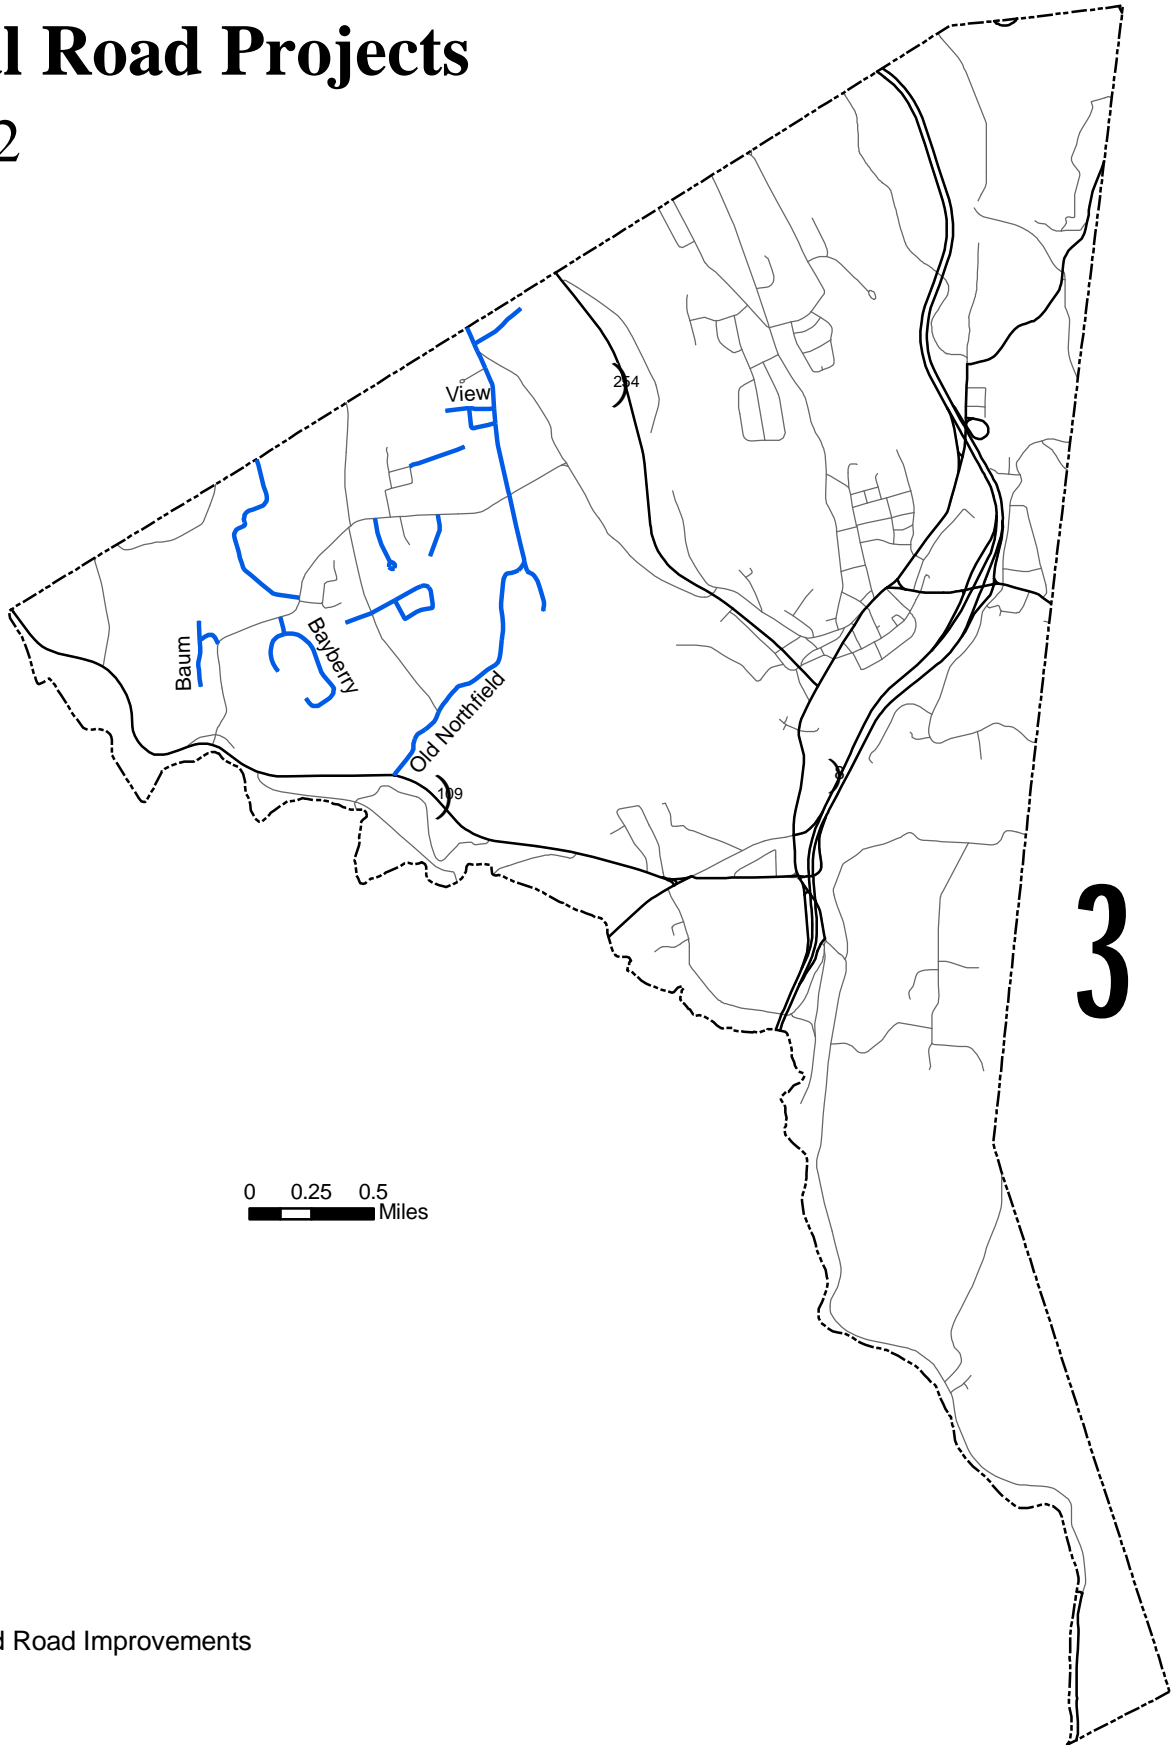 l Road Projects
2
254
View
Bayberry
Baum
Old Northfield
8
109
3
0 0.25 0.5
Miles
d Road Improvements